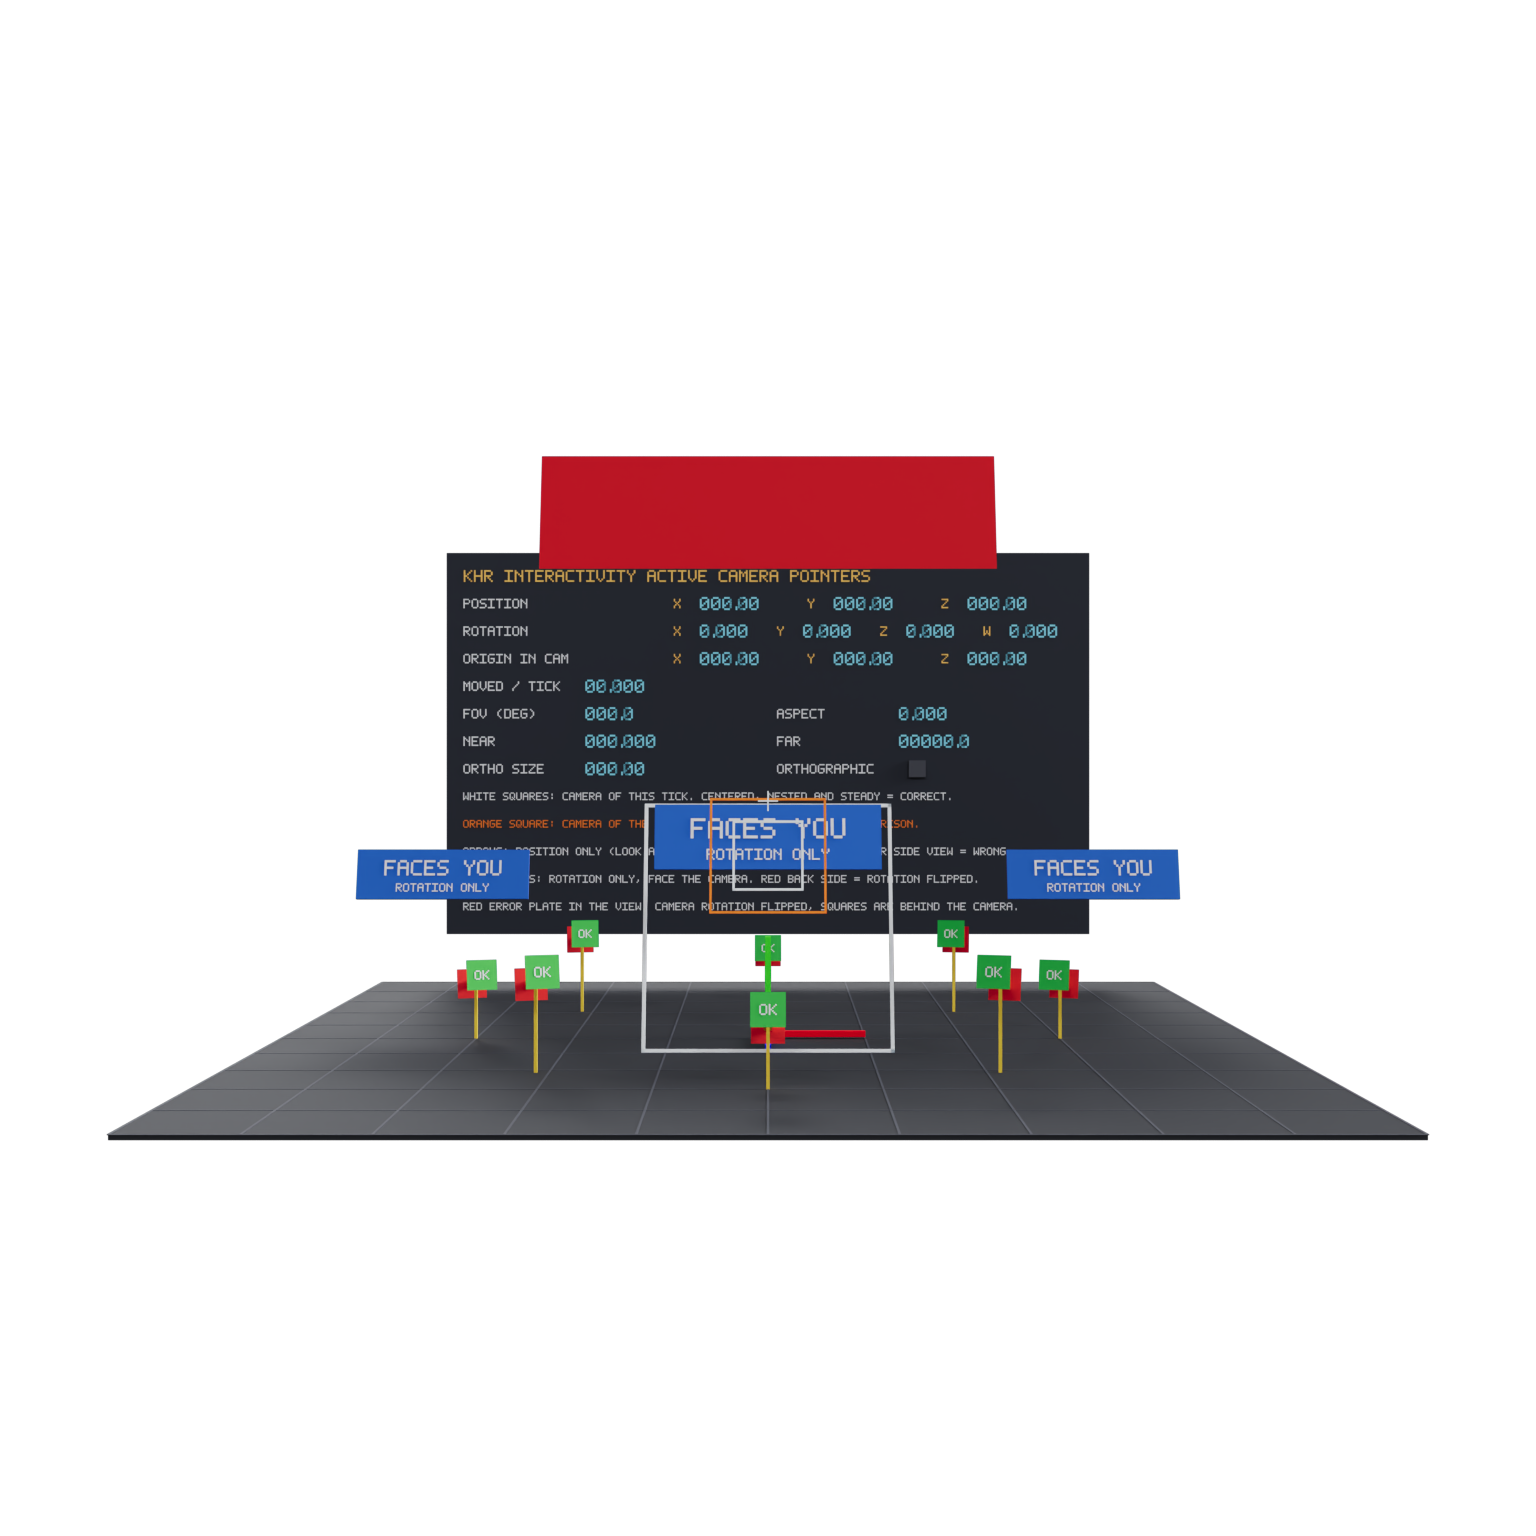 KHR INTERACTIVITY ACTIVE CAMERA POINTERS
POSITION X 000.00 Y 000.00 Z 000.00
ROTATION X 0.000 Y 0.000 Z 0.000 W 0.000
ORIGIN IN CAM X 000.00 Y 000.00 Z 000.00
MOVED / TICK 00.000
FOV (DEG) 000.0 ASPECT 0.000
NEAR 000.000 FAR 00000.0
ORTHO SIZE 000.00 ORTHOGRAPHIC
WHITE SQUARES: CAMERA OF THIS TICK. CENTERED, NESTED AND STEADY = CORRECT.
ORANGE SQUARE: CAMERA OF THE
FACES YOU
ROTATION ONLY
POSITION ONLY (LOOK SIDE VIEW = WRONG
FACES YOU
ROTATION ONLY
FACES YOU
ROTATION ONLY
ROTATION ONLY, FACE THE CAMERA. RED BACK SIDE = ROTATION FLIPPED.
RED ERROR PLATE IN THE VIEW: CAMERA ROTATION FLIPPED, SQUARES ARE BEHIND THE CAMERA.
OK
OK
OK
OK
OK
OK
OK
OK